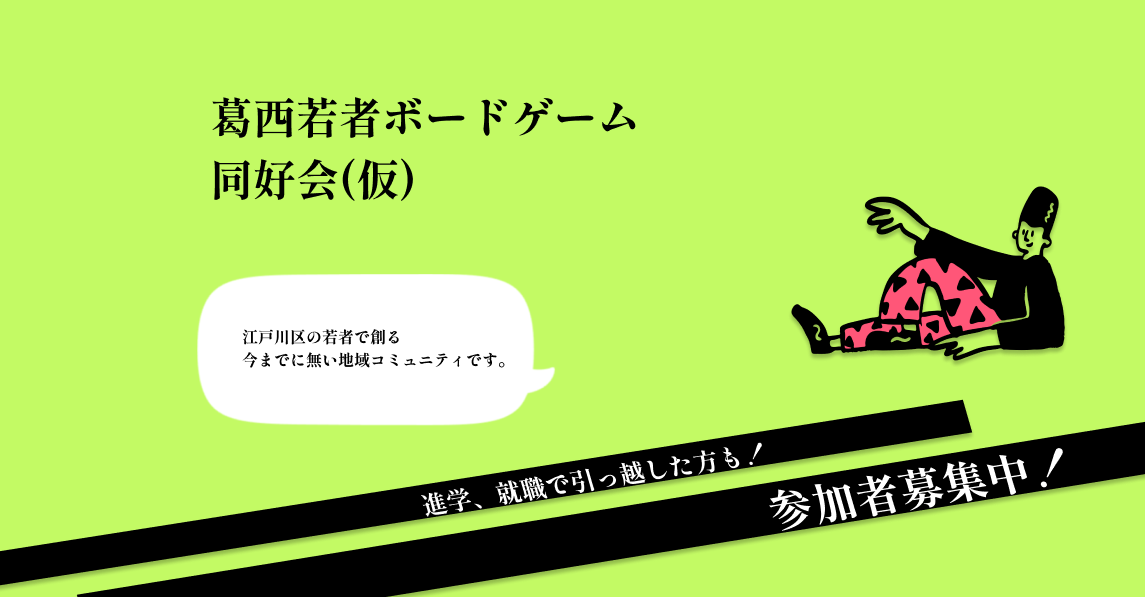 葛西若者ボードゲーム
同好会(仮)
江戸川区の若者で創る
今までに無い地域コミュニティです。
進学、就職で引っ越した方も！
参加者募集中！